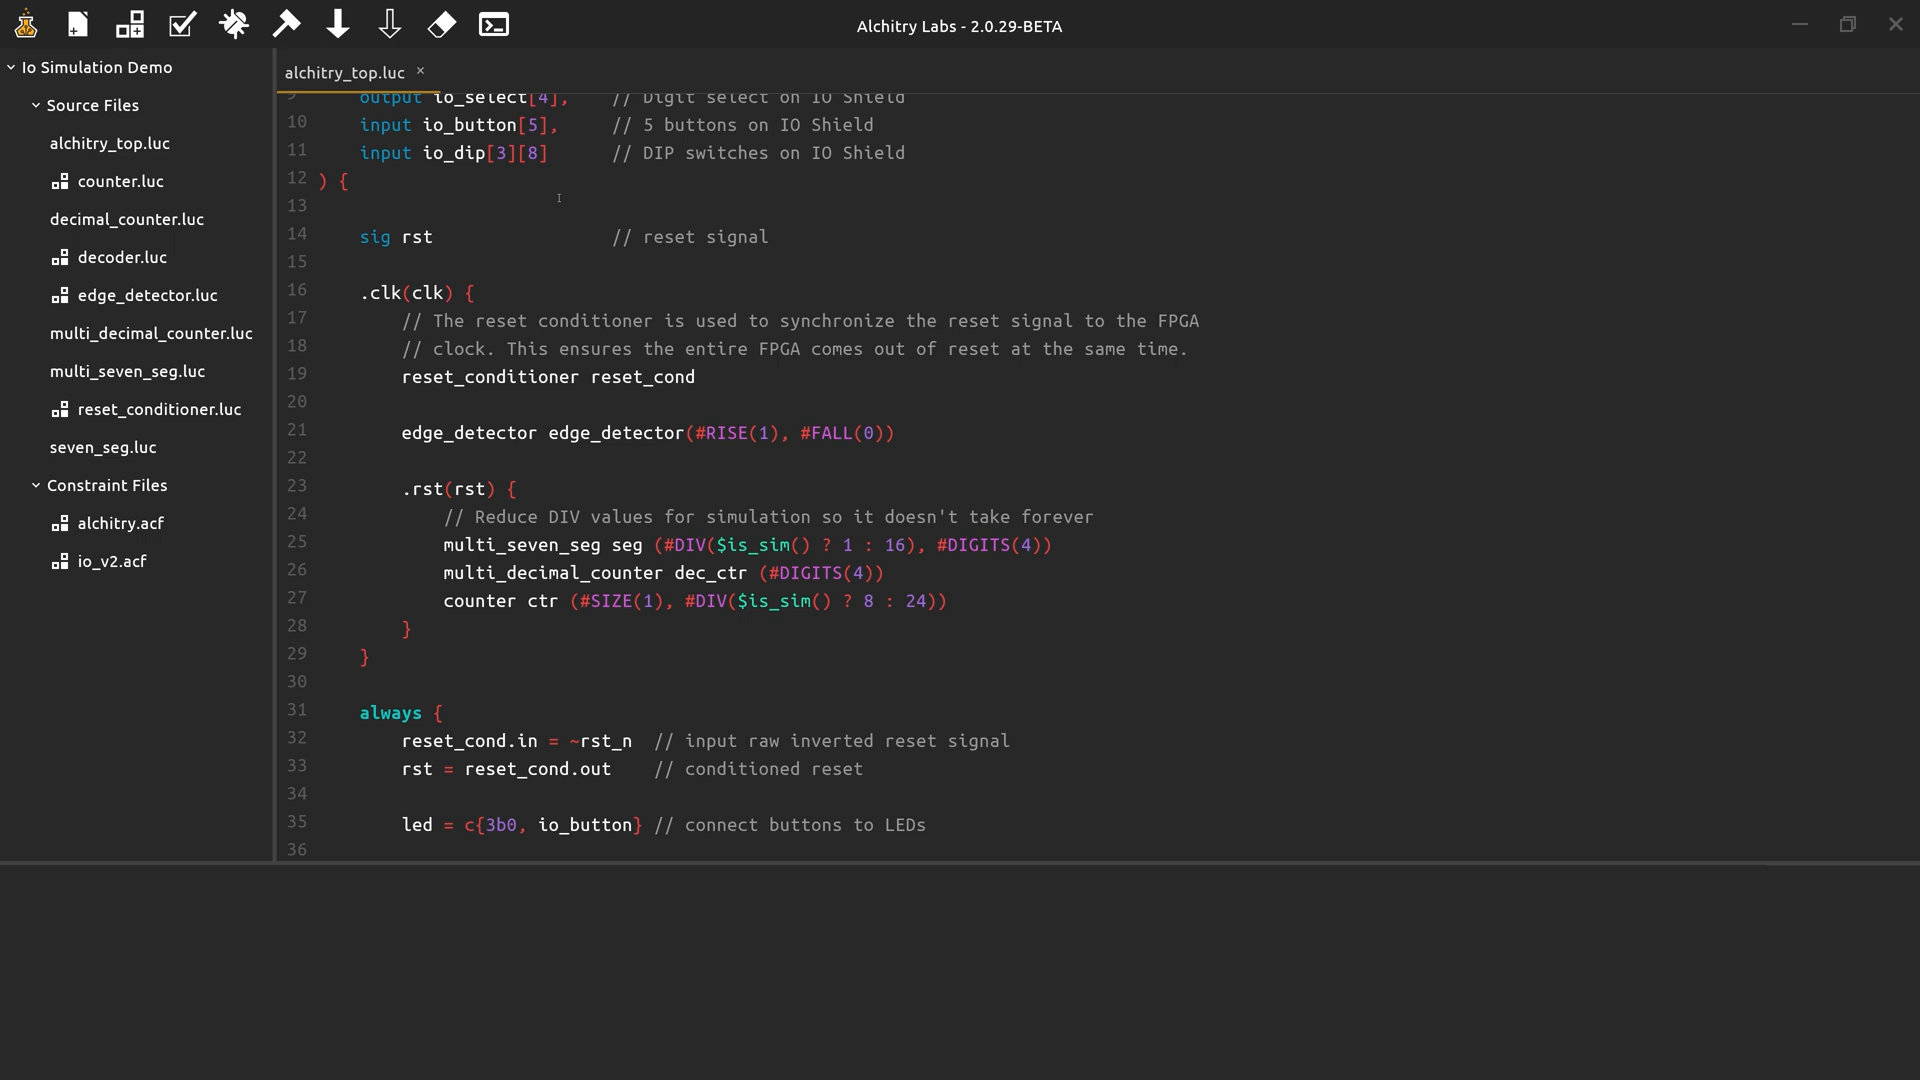 Alchitry Labs - 2.0.29-BETA
Io Simulation Demo
Source Files
alchitry_top.luc
counter.luc
decimal_counter.luc
decoder.luc
edge_detector.luc
multi_decimal_counter.luc
multi_seven_seg.luc
reset_conditioner.luc
seven_seg.luc
Constraint Files
alchitry.acf
io_v2.acf
alchitry_top.luc ×
9 output io_select[4], // Digit select on IO Shield
10 input io_button[5], // 5 buttons on IO Shield
11 input io_dip[3][8] // DIP switches on IO Shield
12 ) {
13
14 sig rst // reset signal
15
16 .clk(clk) {
17 // The reset conditioner is used to synchronize the reset signal to the FPGA
18 // clock. This ensures the entire FPGA comes out of reset at the same time.
19 reset_conditioner reset_cond
20
21 edge_detector edge_detector(#RISE(1), #FALL(0))
22
23 .rst(rst) {
24 // Reduce DIV values for simulation so it doesn't take forever
25 multi_seven_seg seg (#DIV($is_sim() ? 1 : 16), #DIGITS(4))
26 multi_decimal_counter dec_ctr (#DIGITS(4))
27 counter ctr (#SIZE(1), #DIV($is_sim() ? 8 : 24))
28 }
29 }
30
31 always {
32 reset_cond.in = ~rst_n // input raw inverted reset signal
33 rst = reset_cond.out // conditioned reset
34
35 led = c{3b0, io_button} // connect buttons to LEDs
36